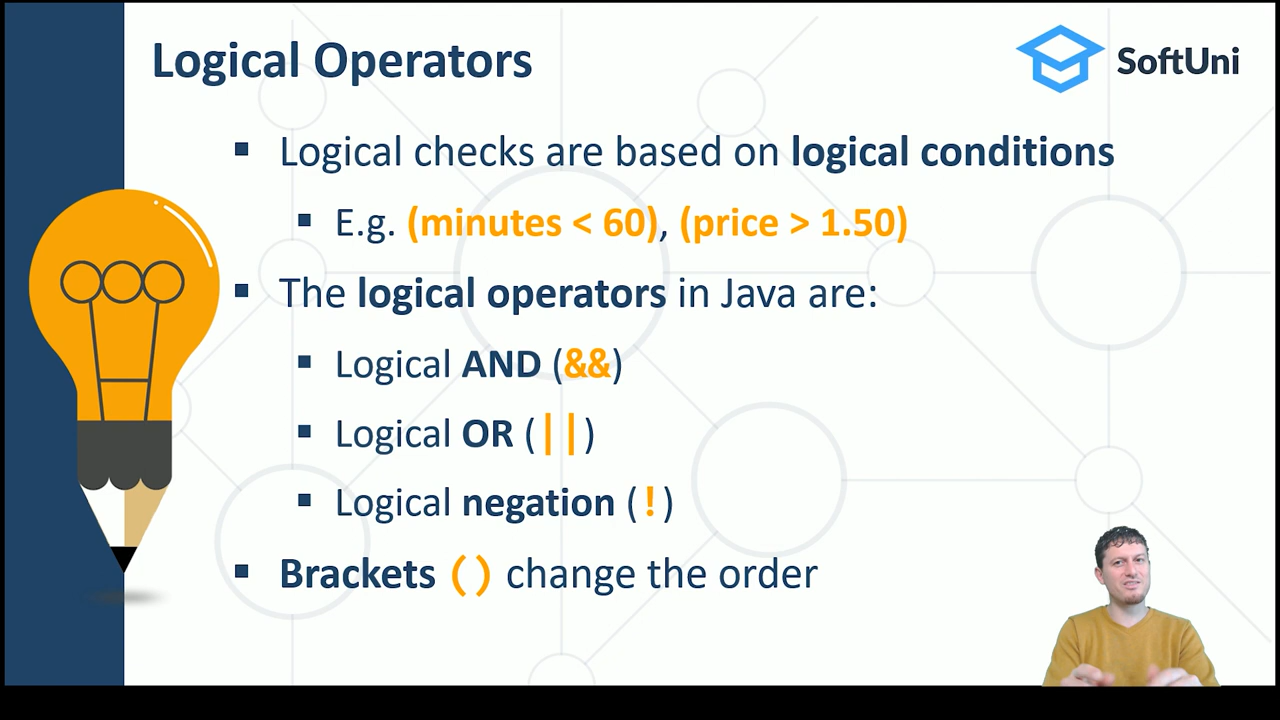 Logical Operators
SoftUni
▪ Logical checks are based on logical conditions
▪ E.g. (minutes < 60), (price > 1.50)
▪ The logical operators in Java are:
▪ Logical AND (&&)
▪ Logical OR (||)
▪ Logical negation (!)
▪ Brackets () change the order